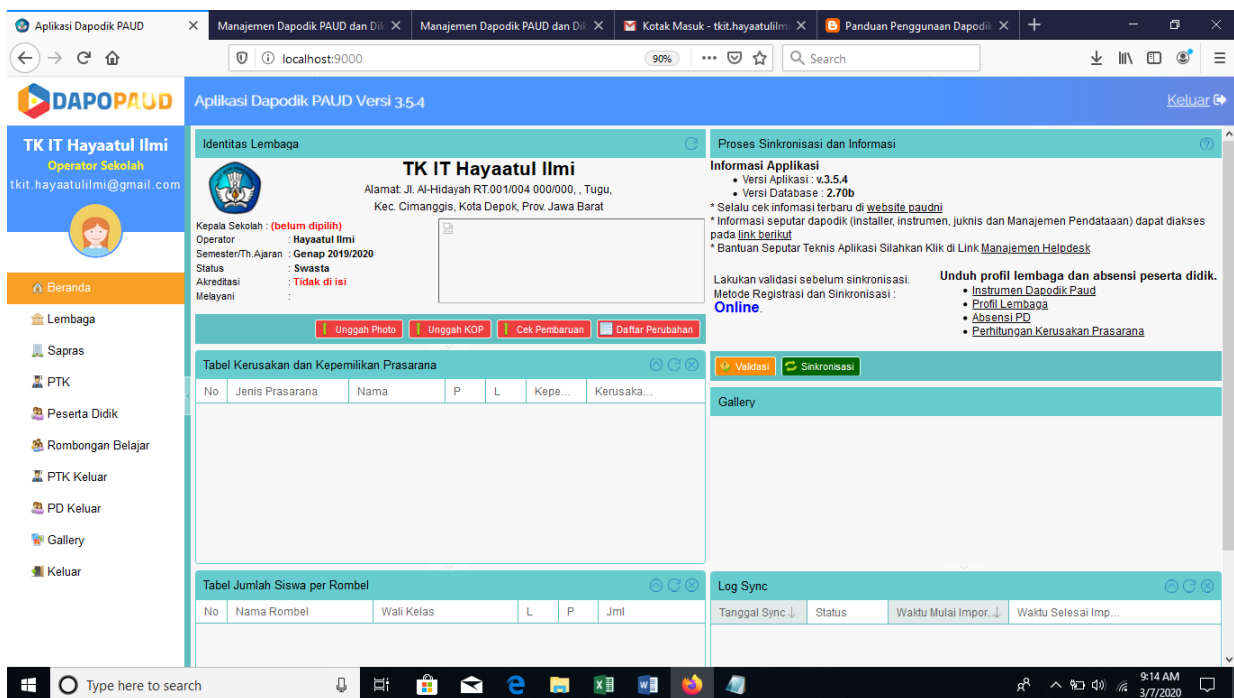 Aplikasi Dapodik PAUD
Manajemen Dapodik PAUD dan Di
Manajemen Dapodik PAUD dan Di
Kotak Masuk - tkit.hayaatulilmi
Panduan Penggunaan Dapodik
localhost:9000
90%
Search
DAPOPAUD
Aplikasi Dapodik PAUD Versi 3.5.4
Keluar
TK IT Hayaatul Ilmi
Operator Sekolah
tkit.hayaatulilmi@gmail.com
Beranda
Lembaga
Sapras
PTK
Peserta Didik
Rombongan Belajar
PTK Keluar
PD Keluar
Gallery
Keluar
Identitas Lembaga
TK IT Hayaatul Ilmi
Alamat: Jl. Al-Hidayah RT.001/004 000/000, , Tugu,
Kec. Cimanggis, Kota Depok, Prov. Jawa Barat
Kepala Sekolah : (belum dipilih)
Operator : Hayaatul Ilmi
Semester/Th.Ajaran : Genap 2019/2020
Status : Swasta
Akreditasi : Tidak di isi
Melayani :
Unggah Photo
Unggah KOP
Cek Pembaruan
Daftar Perubahan
Tabel Kerusakan dan Kepemilikan Prasarana
No Jenis Prasarana Nama P L Kepe... Kerusaka...
Tabel Jumlah Siswa per Rombel
No Nama Rombel Wali Kelas L P Jml
Proses Sinkronisasi dan Informasi
Informasi Applikasi
• Versi Aplikasi : v.3.5.4
• Versi Database : 2.70b
* Selalu cek infomasi terbaru di website paudni
* Informasi seputar dapodik (installer, instrumen, juknis dan Manajemen Pendataaan) dapat diakses
pada link berikut
* Bantuan Seputar Teknis Aplikasi Silahkan Klik di Link Manajemen Helpdesk
Lakukan validasi sebelum sinkronisasi.
Metode Registrasi dan Sinkronisasi :
Online.
Unduh profil lembaga dan absensi peserta didik.
• Instrumen Dapodik Paud
• Profil Lembaga
• Absensi PD
• Perhitungan Kerusakan Prasarana
Validasi
Sinkronisasi
Gallery
Log Sync
Tanggal Sync Status Waktu Mulai Impor... Waktu Selesai Imp...
Type here to search
9:14 AM
3/7/2020